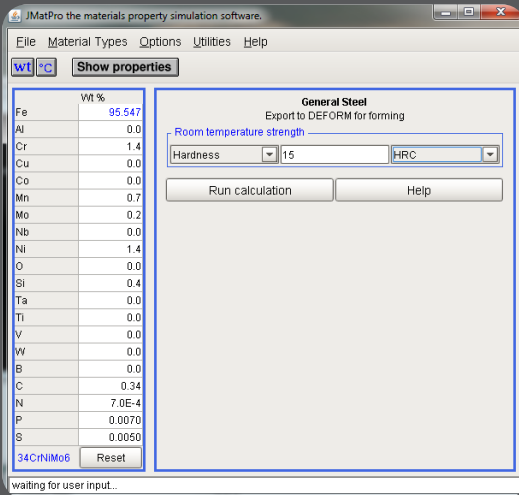 JMatPro the materials property simulation software.
File Material Types Options Utilities Help
wt °C Show properties
Wt %
Fe 95.547
Al 0.0
Cr 1.4
Cu 0.0
Co 0.0
Mn 0.7
Mo 0.2
Nb 0.0
Ni 1.4
O 0.0
Si 0.4
Ta 0.0
Ti 0.0
V 0.0
W 0.0
B 0.0
C 0.34
N 7.0E-4
P 0.0070
S 0.0050
34CrNiMo6 Reset
General Steel
Export to DEFORM for forming
Room temperature strength
Hardness 15 HRC
Run calculation Help
waiting for user input...